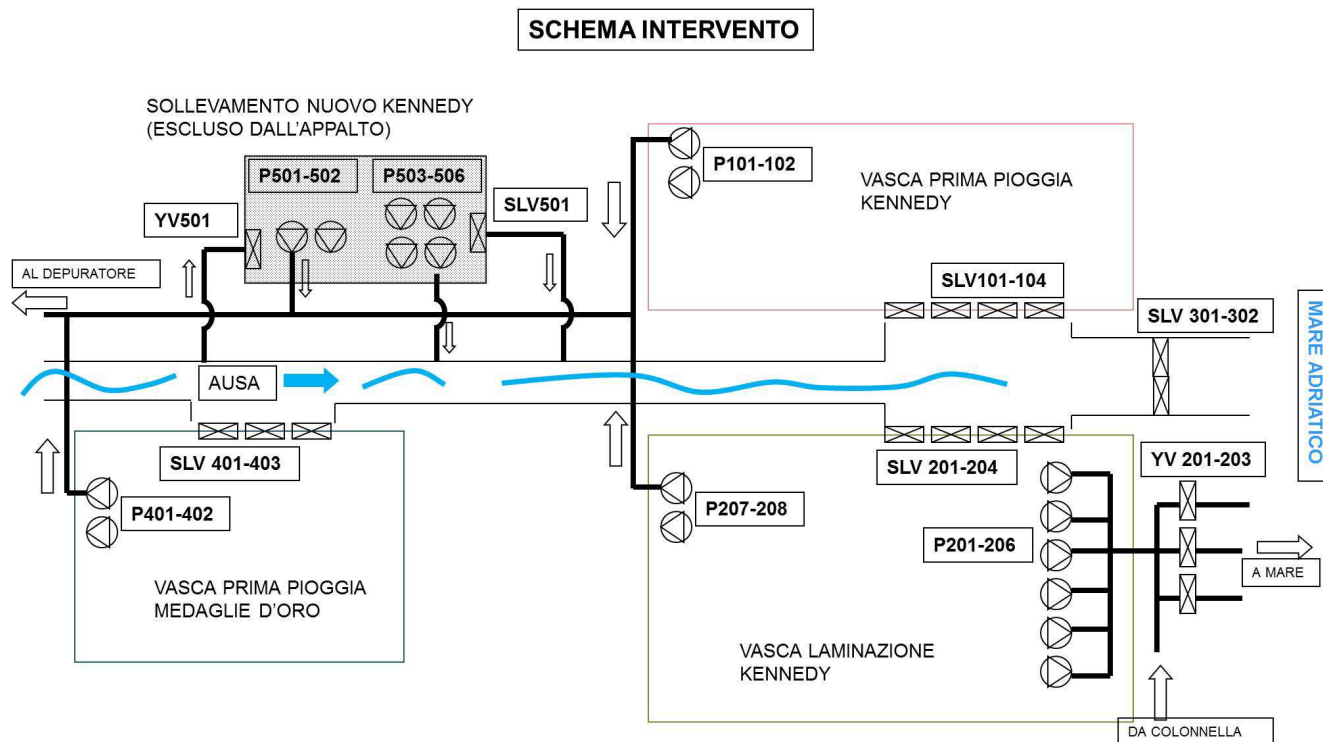 SCHEMA INTERVENTO
SOLLEVAMENTO NUOVO KENNEDY
(ESCLUSO DALL'APPALTO)
P501-502
P503-506
YV501
SLV501
AL DEPURATORE
P101-102
VASCA PRIMA PIOGGIA
KENNEDY
SLV101-104
SLV 301-302
MARE ADRIATICO
AUSA
SLV 401-403
SLV 201-204
YV 201-203
P401-402
P207-208
P201-206
A MARE
VASCA PRIMA PIOGGIA
MEDAGLIE D'ORO
VASCA LAMINAZIONE
KENNEDY
DA COLONNELLA